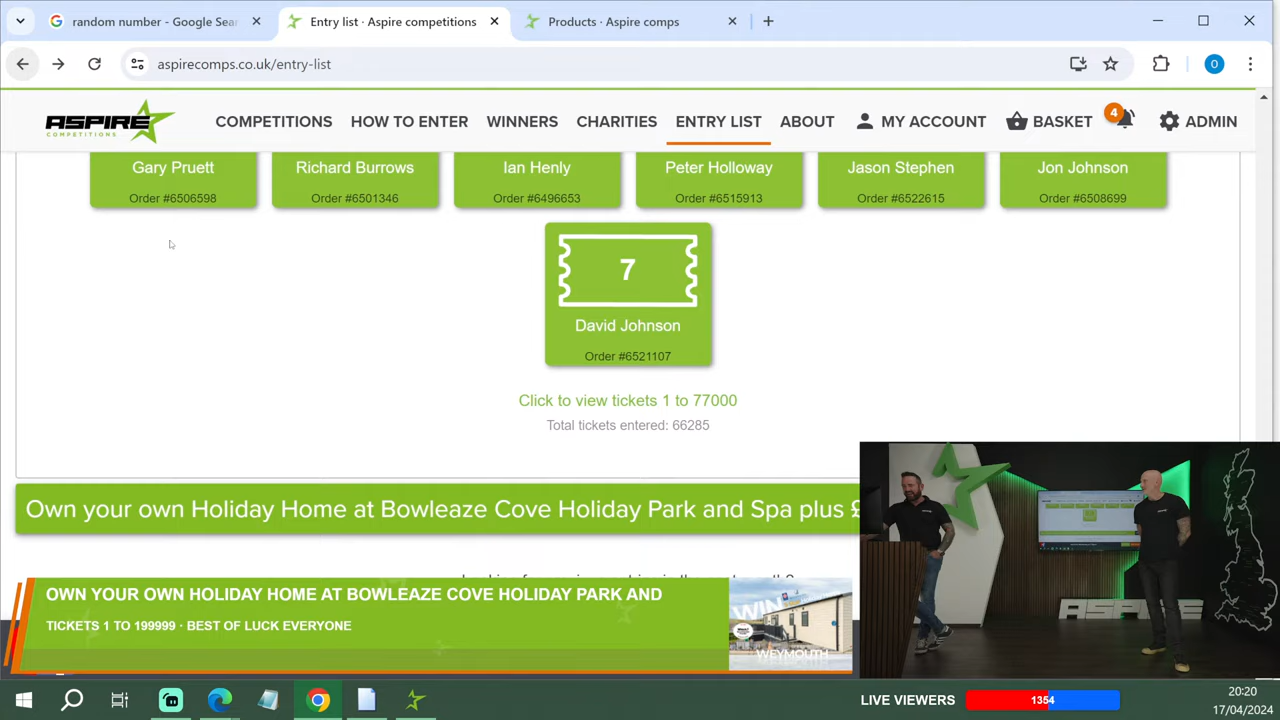 random number - Google Sear
Entry list · Aspire competitions
Products · Aspire comps
aspirecomps.co.uk/entry-list
0
ASPIRE
COMPETITIONS
COMPETITIONS
HOW TO ENTER
WINNERS
CHARITIES
ENTRY LIST
ABOUT
MY ACCOUNT
BASKET
4
ADMIN
Gary Pruett
Order #6506598
Richard Burrows
Order #6501346
Ian Henly
Order #6496653
Peter Holloway
Order #6515913
Jason Stephen
Order #6522615
Jon Johnson
Order #6508699
7
David Johnson
Order #6521107
Click to view tickets 1 to 77000
Total tickets entered: 66285
Own your own Holiday Home at Bowleaze Cove Holiday Park and Spa plus £
OWN YOUR OWN HOLIDAY HOME AT BOWLEAZE COVE HOLIDAY PARK AND
TICKETS 1 TO 199999 · BEST OF LUCK EVERYONE
WIN
WEYMOUTH
ASPIRE
LIVE VIEWERS
1354
20:20
17/04/2024